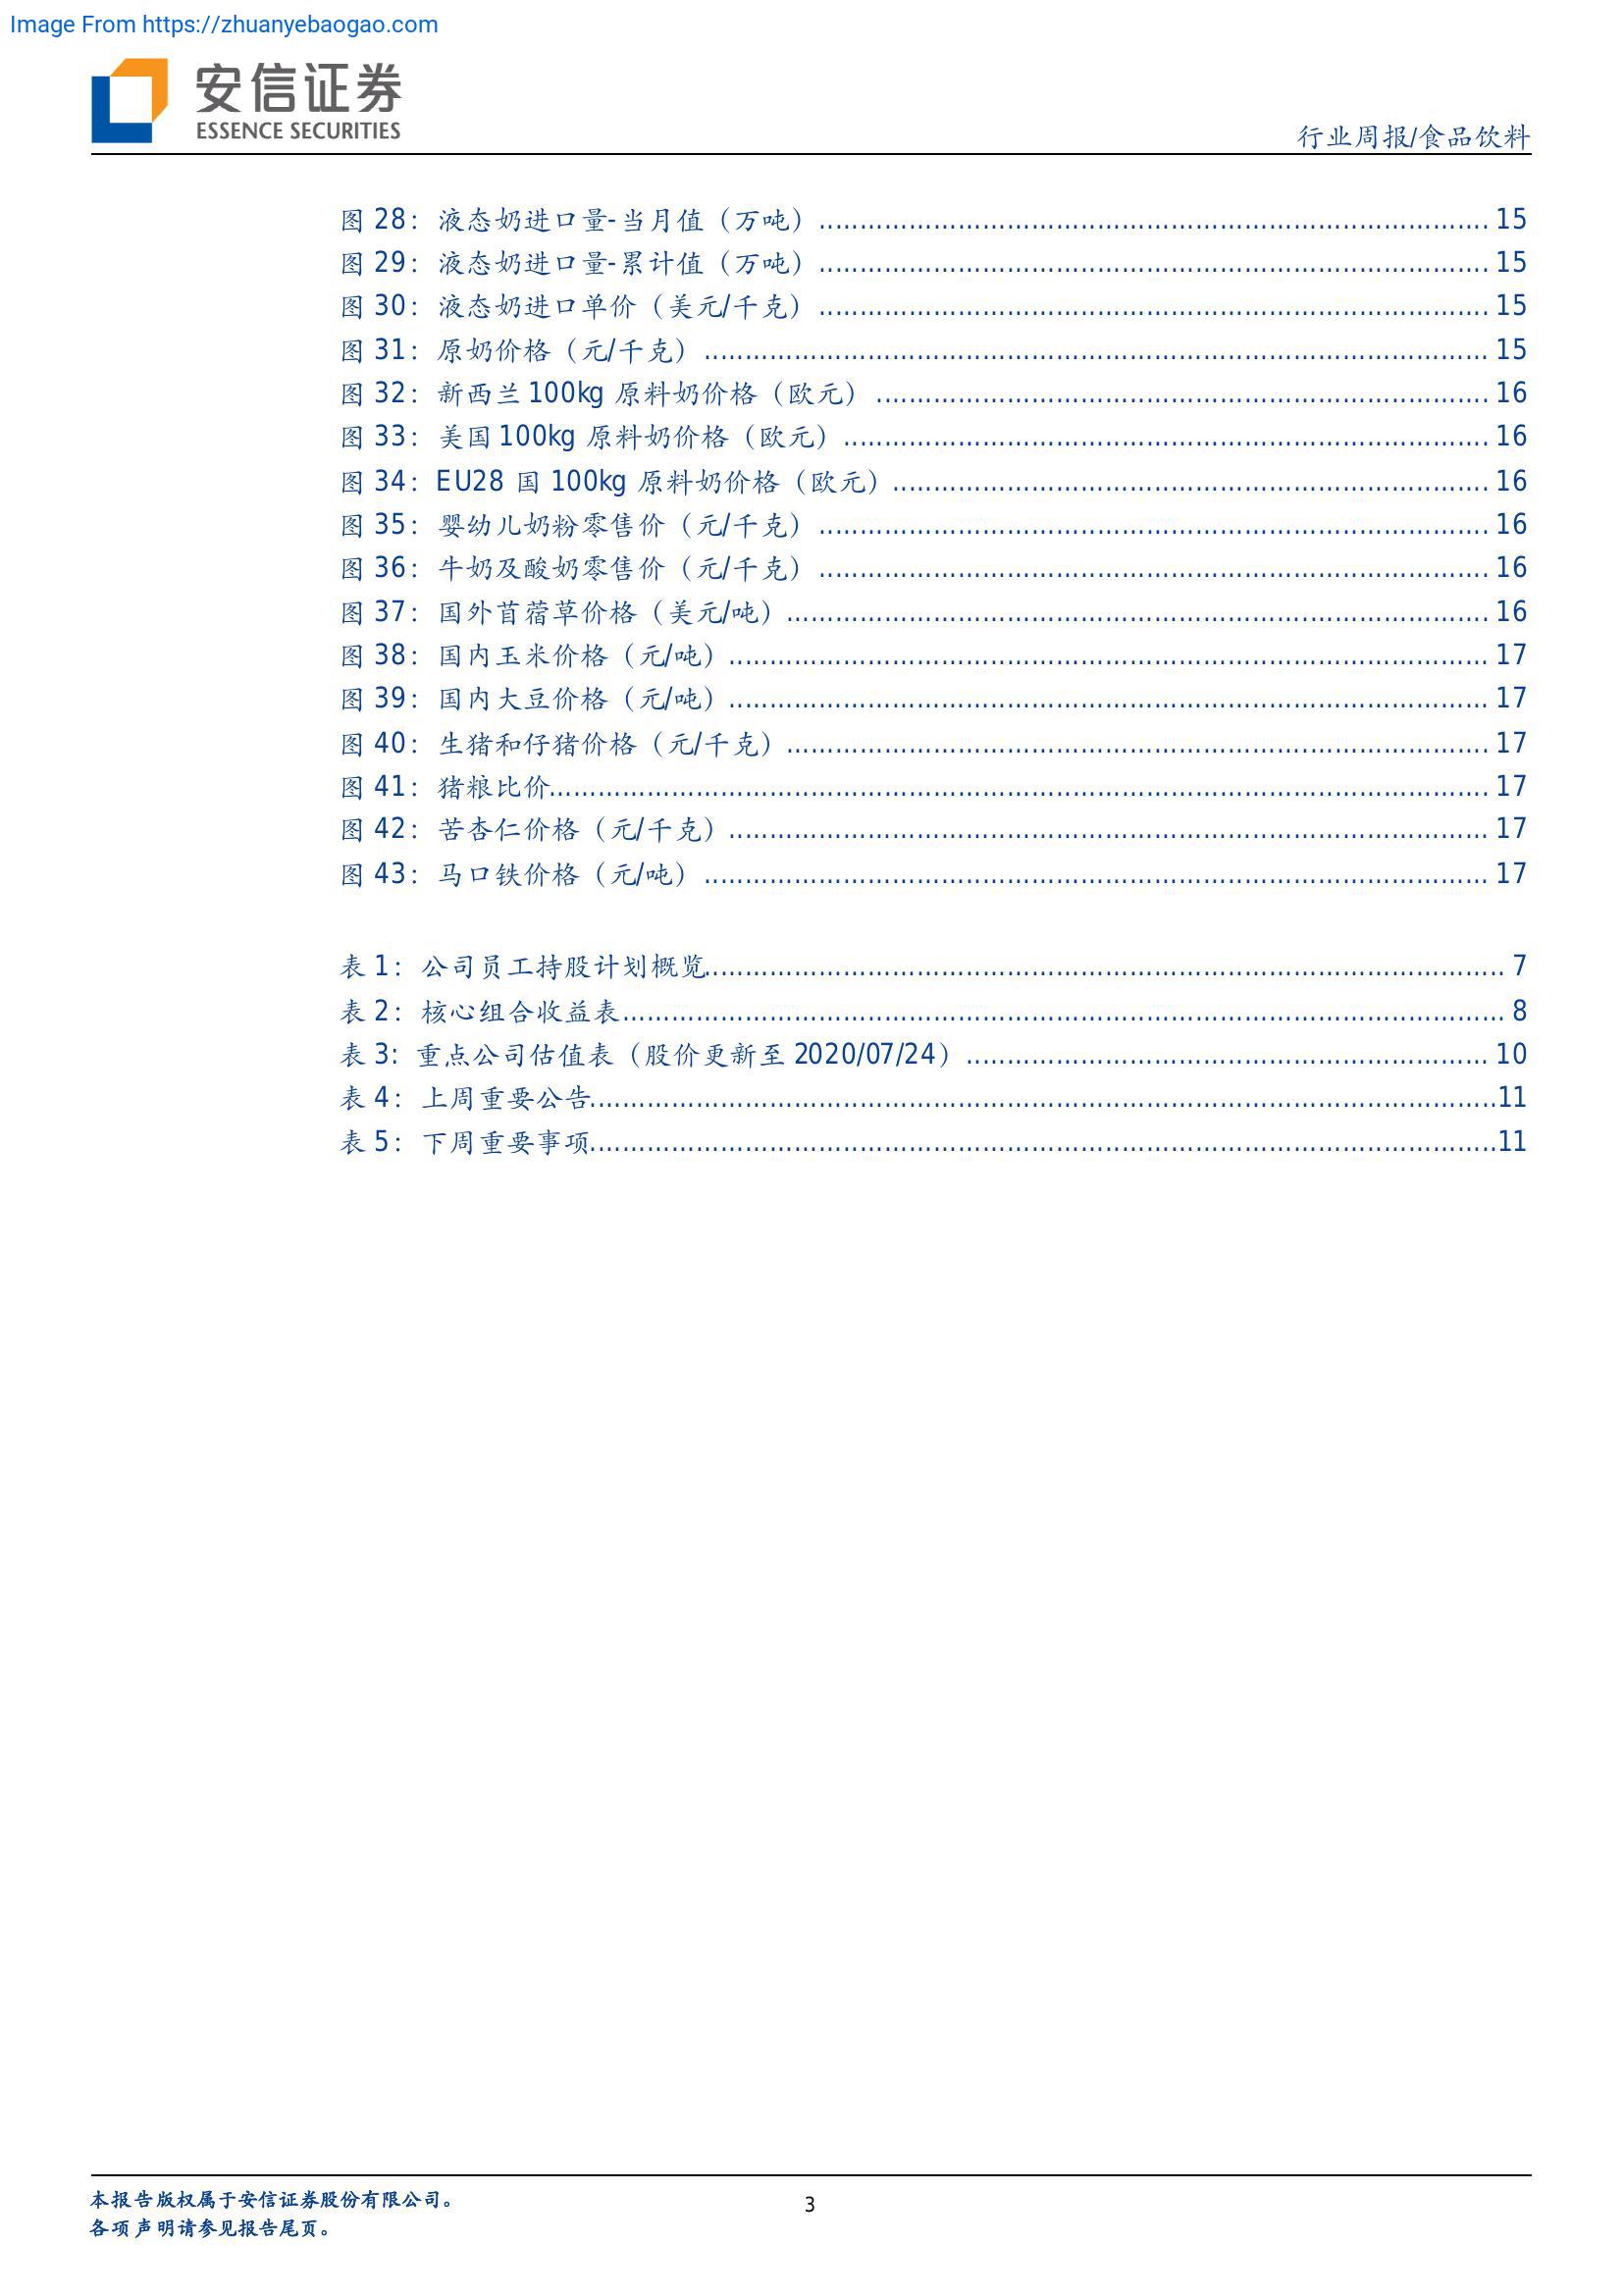 Image From https://zhuanyebaogao.com
安信证券
ESSENCE SECURITIES
行业周报/食品饮料
图 28：液态奶进口量-当月值（万吨）.......... 15
图 29：液态奶进口量-累计值（万吨）.......... 15
图 30：液态奶进口单价（美元/千克）.......... 15
图 31：原奶价格（元/千克）.......... 15
图 32：新西兰 100kg 原料奶价格（欧元）.......... 16
图 33：美国 100kg 原料奶价格（欧元）.......... 16
图 34：EU28 国 100kg 原料奶价格（欧元）.......... 16
图 35：婴幼儿奶粉零售价（元/千克）.......... 16
图 36：牛奶及酸奶零售价（元/千克）.......... 16
图 37：国外苜蓿草价格（美元/吨）.......... 16
图 38：国内玉米价格（元/吨）.......... 17
图 39：国内大豆价格（元/吨）.......... 17
图 40：生猪和仔猪价格（元/千克）.......... 17
图 41：猪粮比价.......... 17
图 42：苦杏仁价格（元/千克）.......... 17
图 43：马口铁价格（元/吨）.......... 17
表 1：公司员工持股计划概览.......... 7
表 2：核心组合收益表.......... 8
表 3: 重点公司估值表（股价更新至 2020/07/24）.......... 10
表 4：上周重要公告..........11
表 5：下周重要事项..........11
本报告版权属于安信证券股份有限公司。
3
各项声明请参见报告尾页。